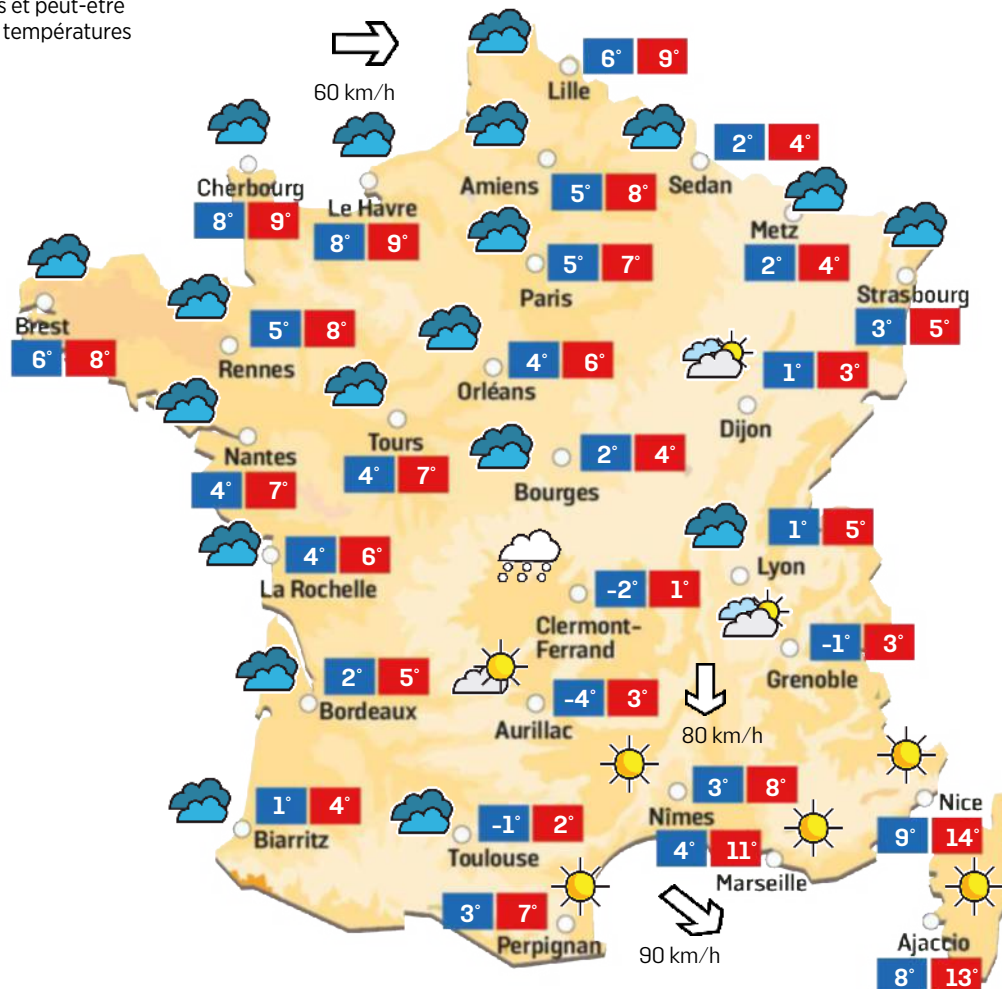 s et peut-être
températures
60 km/h
6° 9°
Lille
2° 4°
Cherbourg
8° 9°
Le Havre
8° 9°
Amiens
5° 8°
Sedan
Metz
2° 4°
5° 7°
Paris
Strasbourg
3° 5°
Brest
6° 8°
5° 8°
Rennes
4° 6°
Orléans
1° 3°
Dijon
Nantes
4° 7°
Tours
4° 7°
2° 4°
Bourges
4° 6°
La Rochelle
1° 5°
Lyon
-2° 1°
Clermont-
Ferrand
-1° 3°
Grenoble
2° 5°
Bordeaux
-4° 3°
Aurillac
80 km/h
1° 4°
Biarritz
-1° 2°
Toulouse
3° 8°
Nîmes
4° 11°
Marseille
Nice
9° 14°
3° 7°
Perpignan
90 km/h
Ajaccio
8° 13°